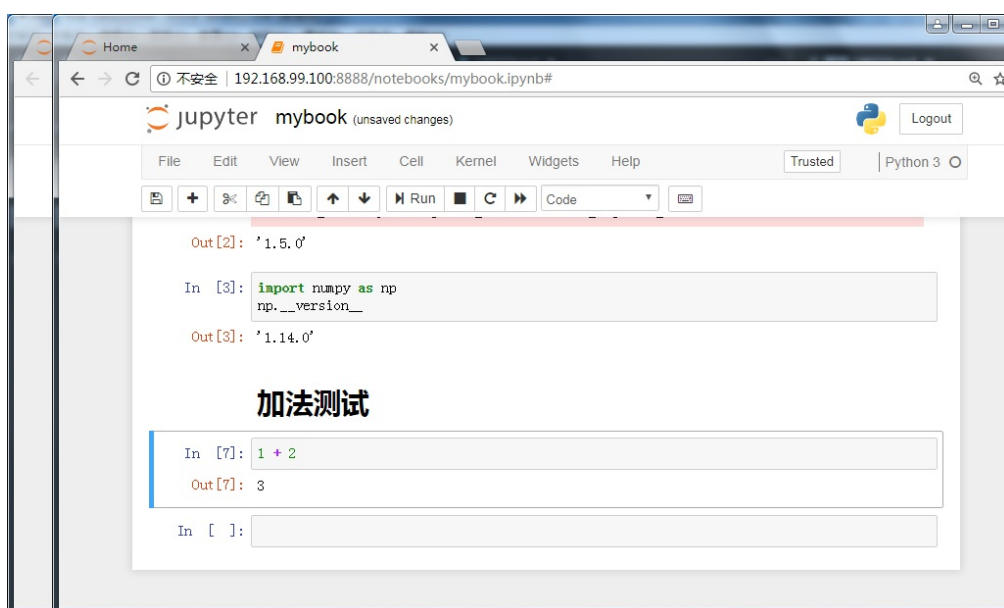 Home
mybook
不安全 | 192.168.99.100:8888/notebooks/mybook.ipynb#
jupyter mybook (unsaved changes)
Logout
File Edit View Insert Cell Kernel Widgets Help
Trusted
Python 3
Run
Code
Out[2]: '1.5.0'
In [3]: import numpy as np
np.__version__
Out[3]: '1.14.0'
加法测试
In [7]: 1 + 2
Out[7]: 3
In [ ]: